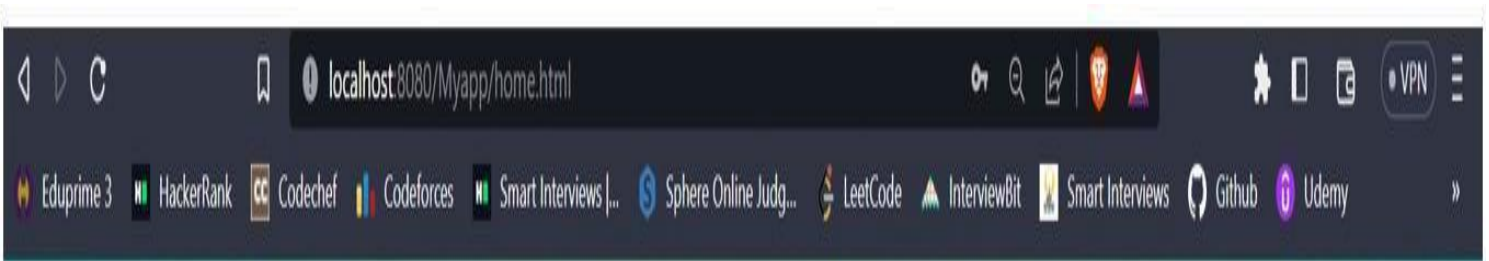 localhost:8080/Myapp/home.html VPN
Eduprime 3 HackerRank CC Codechef Codeforces H Smart Interviews |... S Sphere Online Judg... LeetCode InterviewBit Smart Interviews Github Udemy »